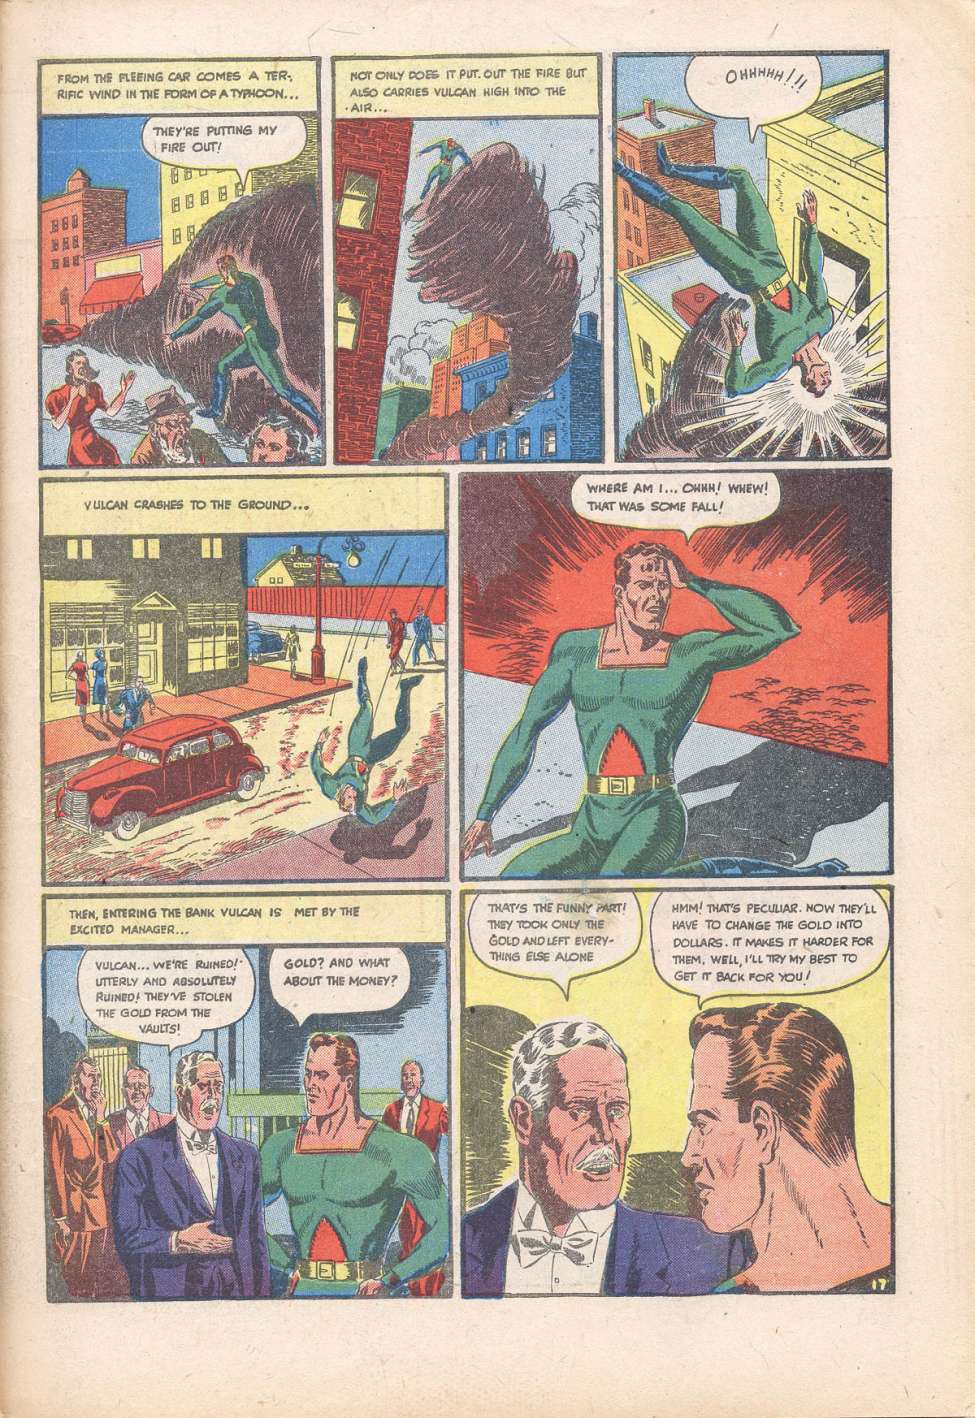 FROM THE FLEEING CAR COMES A TER-
RIFIC WIND IN THE FORM OF A TYPHOON...
THEY'RE PUTTING MY
FIRE OUT!
NOT ONLY DOES IT PUT OUT THE FIRE BUT
ALSO CARRIES VULCAN HIGH INTO THE
AIR...
OHHHHH!!!
VULCAN CRASHES TO THE GROUND...
WHERE AM I... OHHH! WHEW!
THAT WAS SOME FALL!
THEN, ENTERING THE BANK VULCAN IS MET BY THE
EXCITED MANAGER...
VULCAN... WE'RE RUINED!
UTTERLY AND ABSOLUTELY
RUINED! THEY'VE STOLEN
THE GOLD FROM THE
VAULTS!
GOLD? AND WHAT
ABOUT THE MONEY?
THAT'S THE FUNNY PART!
THEY TOOK ONLY THE
GOLD AND LEFT EVERY-
THING ELSE ALONE
HMM! THAT'S PECULIAR. NOW THEY'LL
HAVE TO CHANGE THE GOLD INTO
DOLLARS. IT MAKES IT HARDER FOR
THEM, WELL, I'LL TRY MY BEST TO
GET IT BACK FOR YOU!
17